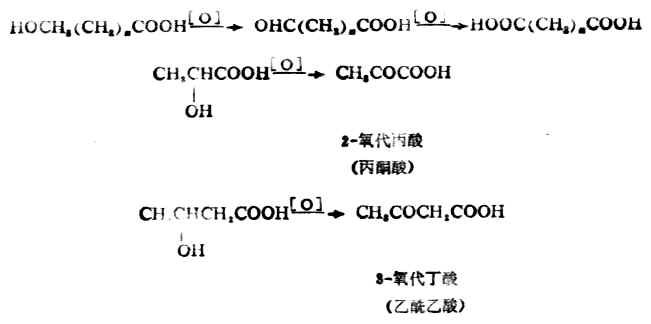 HOCH₂(CH₂)ₙCOOH [O] → OHC(CH₂)ₙCOOH [O] → HOOC(CH₂)ₙCOOH
CH₃CHCOOH [O] → CH₃COCOOH
OH
2-氧代丙酸
(丙酮酸)
CH₃CHCH₂COOH [O] → CH₃COCH₂COOH
OH
3-氧代丁酸
(乙酰乙酸)